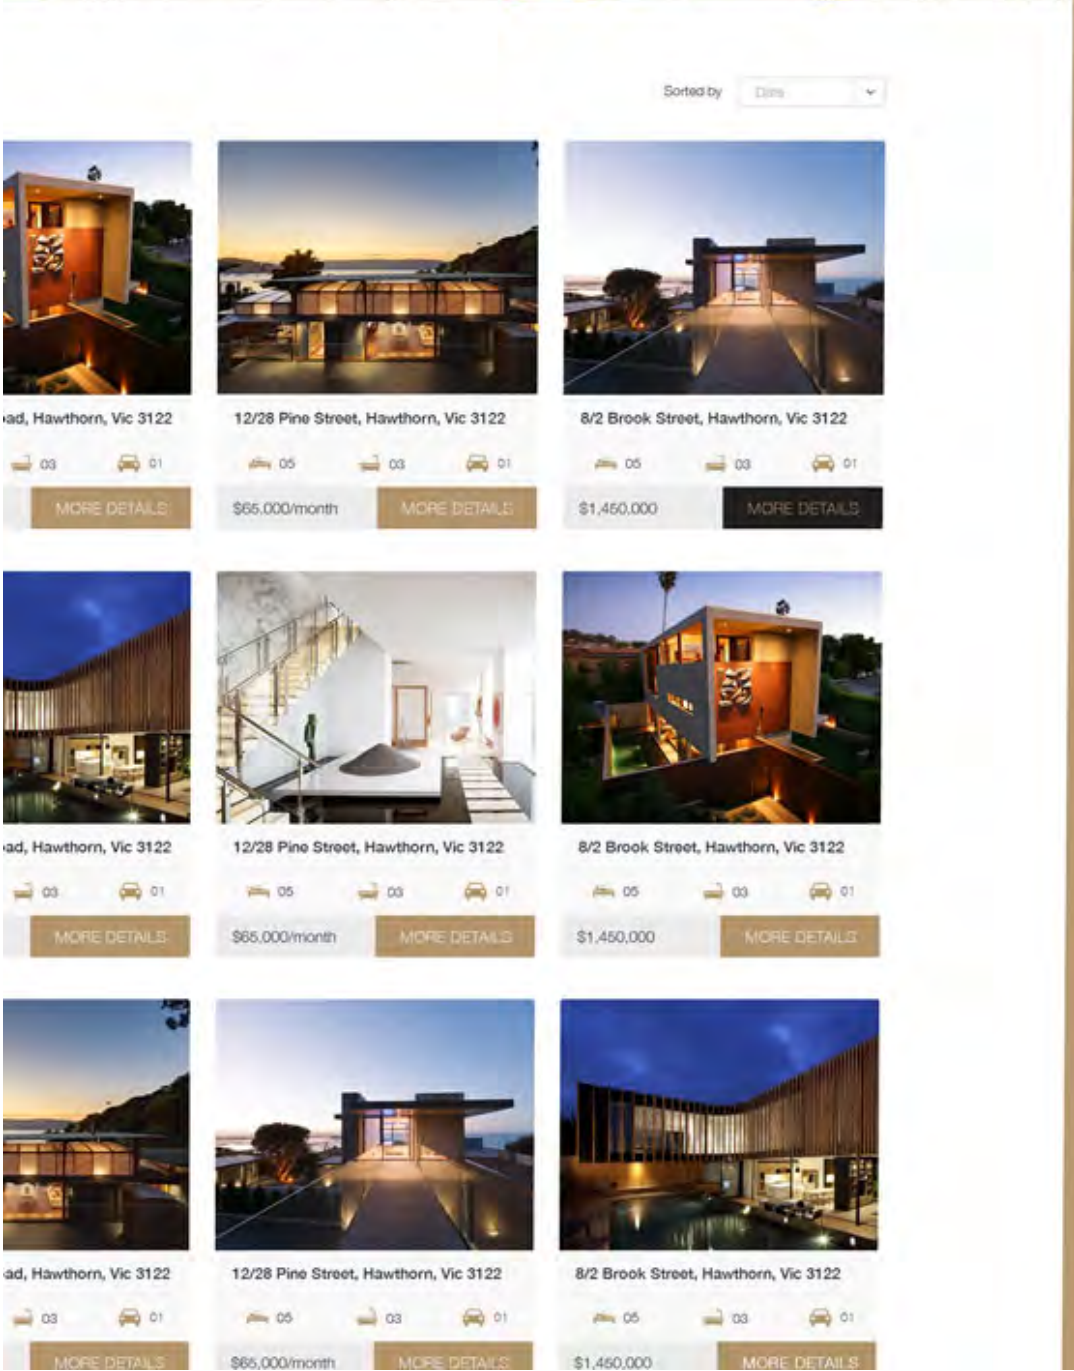 Sorted by Date
ad, Hawthorn, Vic 3122
03 01
MORE DETAILS
12/28 Pine Street, Hawthorn, Vic 3122
05 03 01
$65,000/month MORE DETAILS
8/2 Brook Street, Hawthorn, Vic 3122
05 03 01
$1,450,000 MORE DETAILS
ad, Hawthorn, Vic 3122
03 01
MORE DETAILS
12/28 Pine Street, Hawthorn, Vic 3122
05 03 01
$65,000/month MORE DETAILS
8/2 Brook Street, Hawthorn, Vic 3122
05 03 01
$1,450,000 MORE DETAILS
ad, Hawthorn, Vic 3122
03 01
MORE DETAILS
12/28 Pine Street, Hawthorn, Vic 3122
05 03 01
$65,000/month MORE DETAILS
8/2 Brook Street, Hawthorn, Vic 3122
05 03 01
$1,450,000 MORE DETAILS